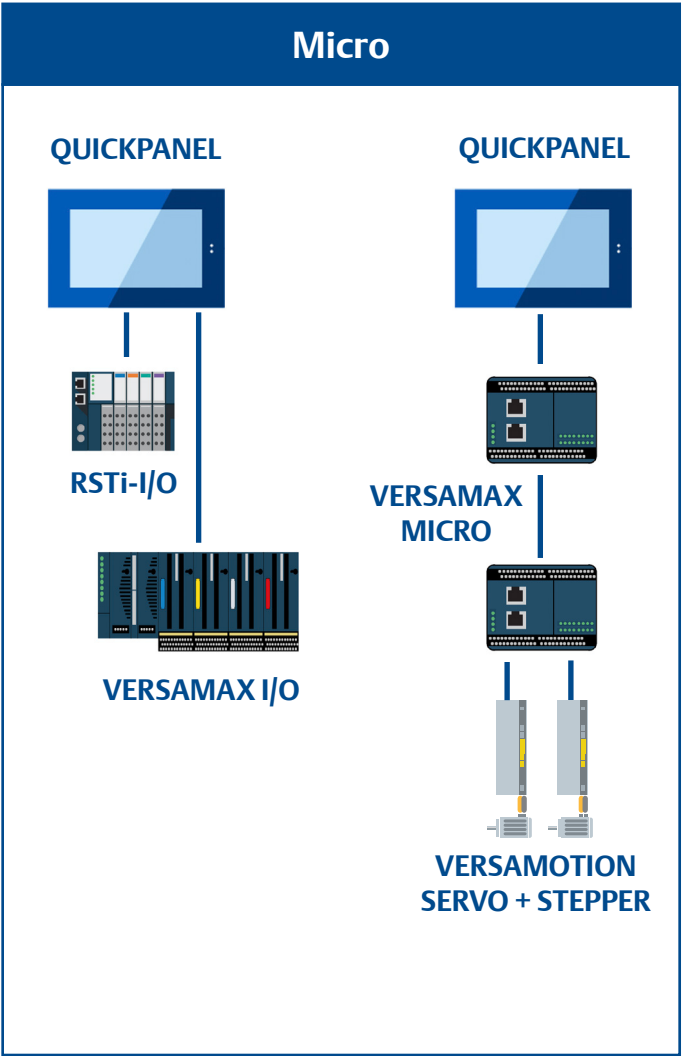 Micro
QUICKPANEL
RSTi-I/O
VERSAMAX I/O
QUICKPANEL
VERSAMAX
MICRO
VERSAMOTION
SERVO + STEPPER